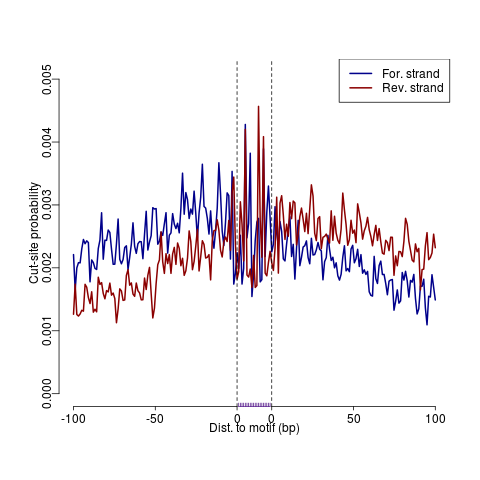 For. strand
Rev. strand
Cut-site probability
0.000
0.001
0.002
0.003
0.004
0.005
-100 -50 0 0 50 100
Dist. to motif (bp)